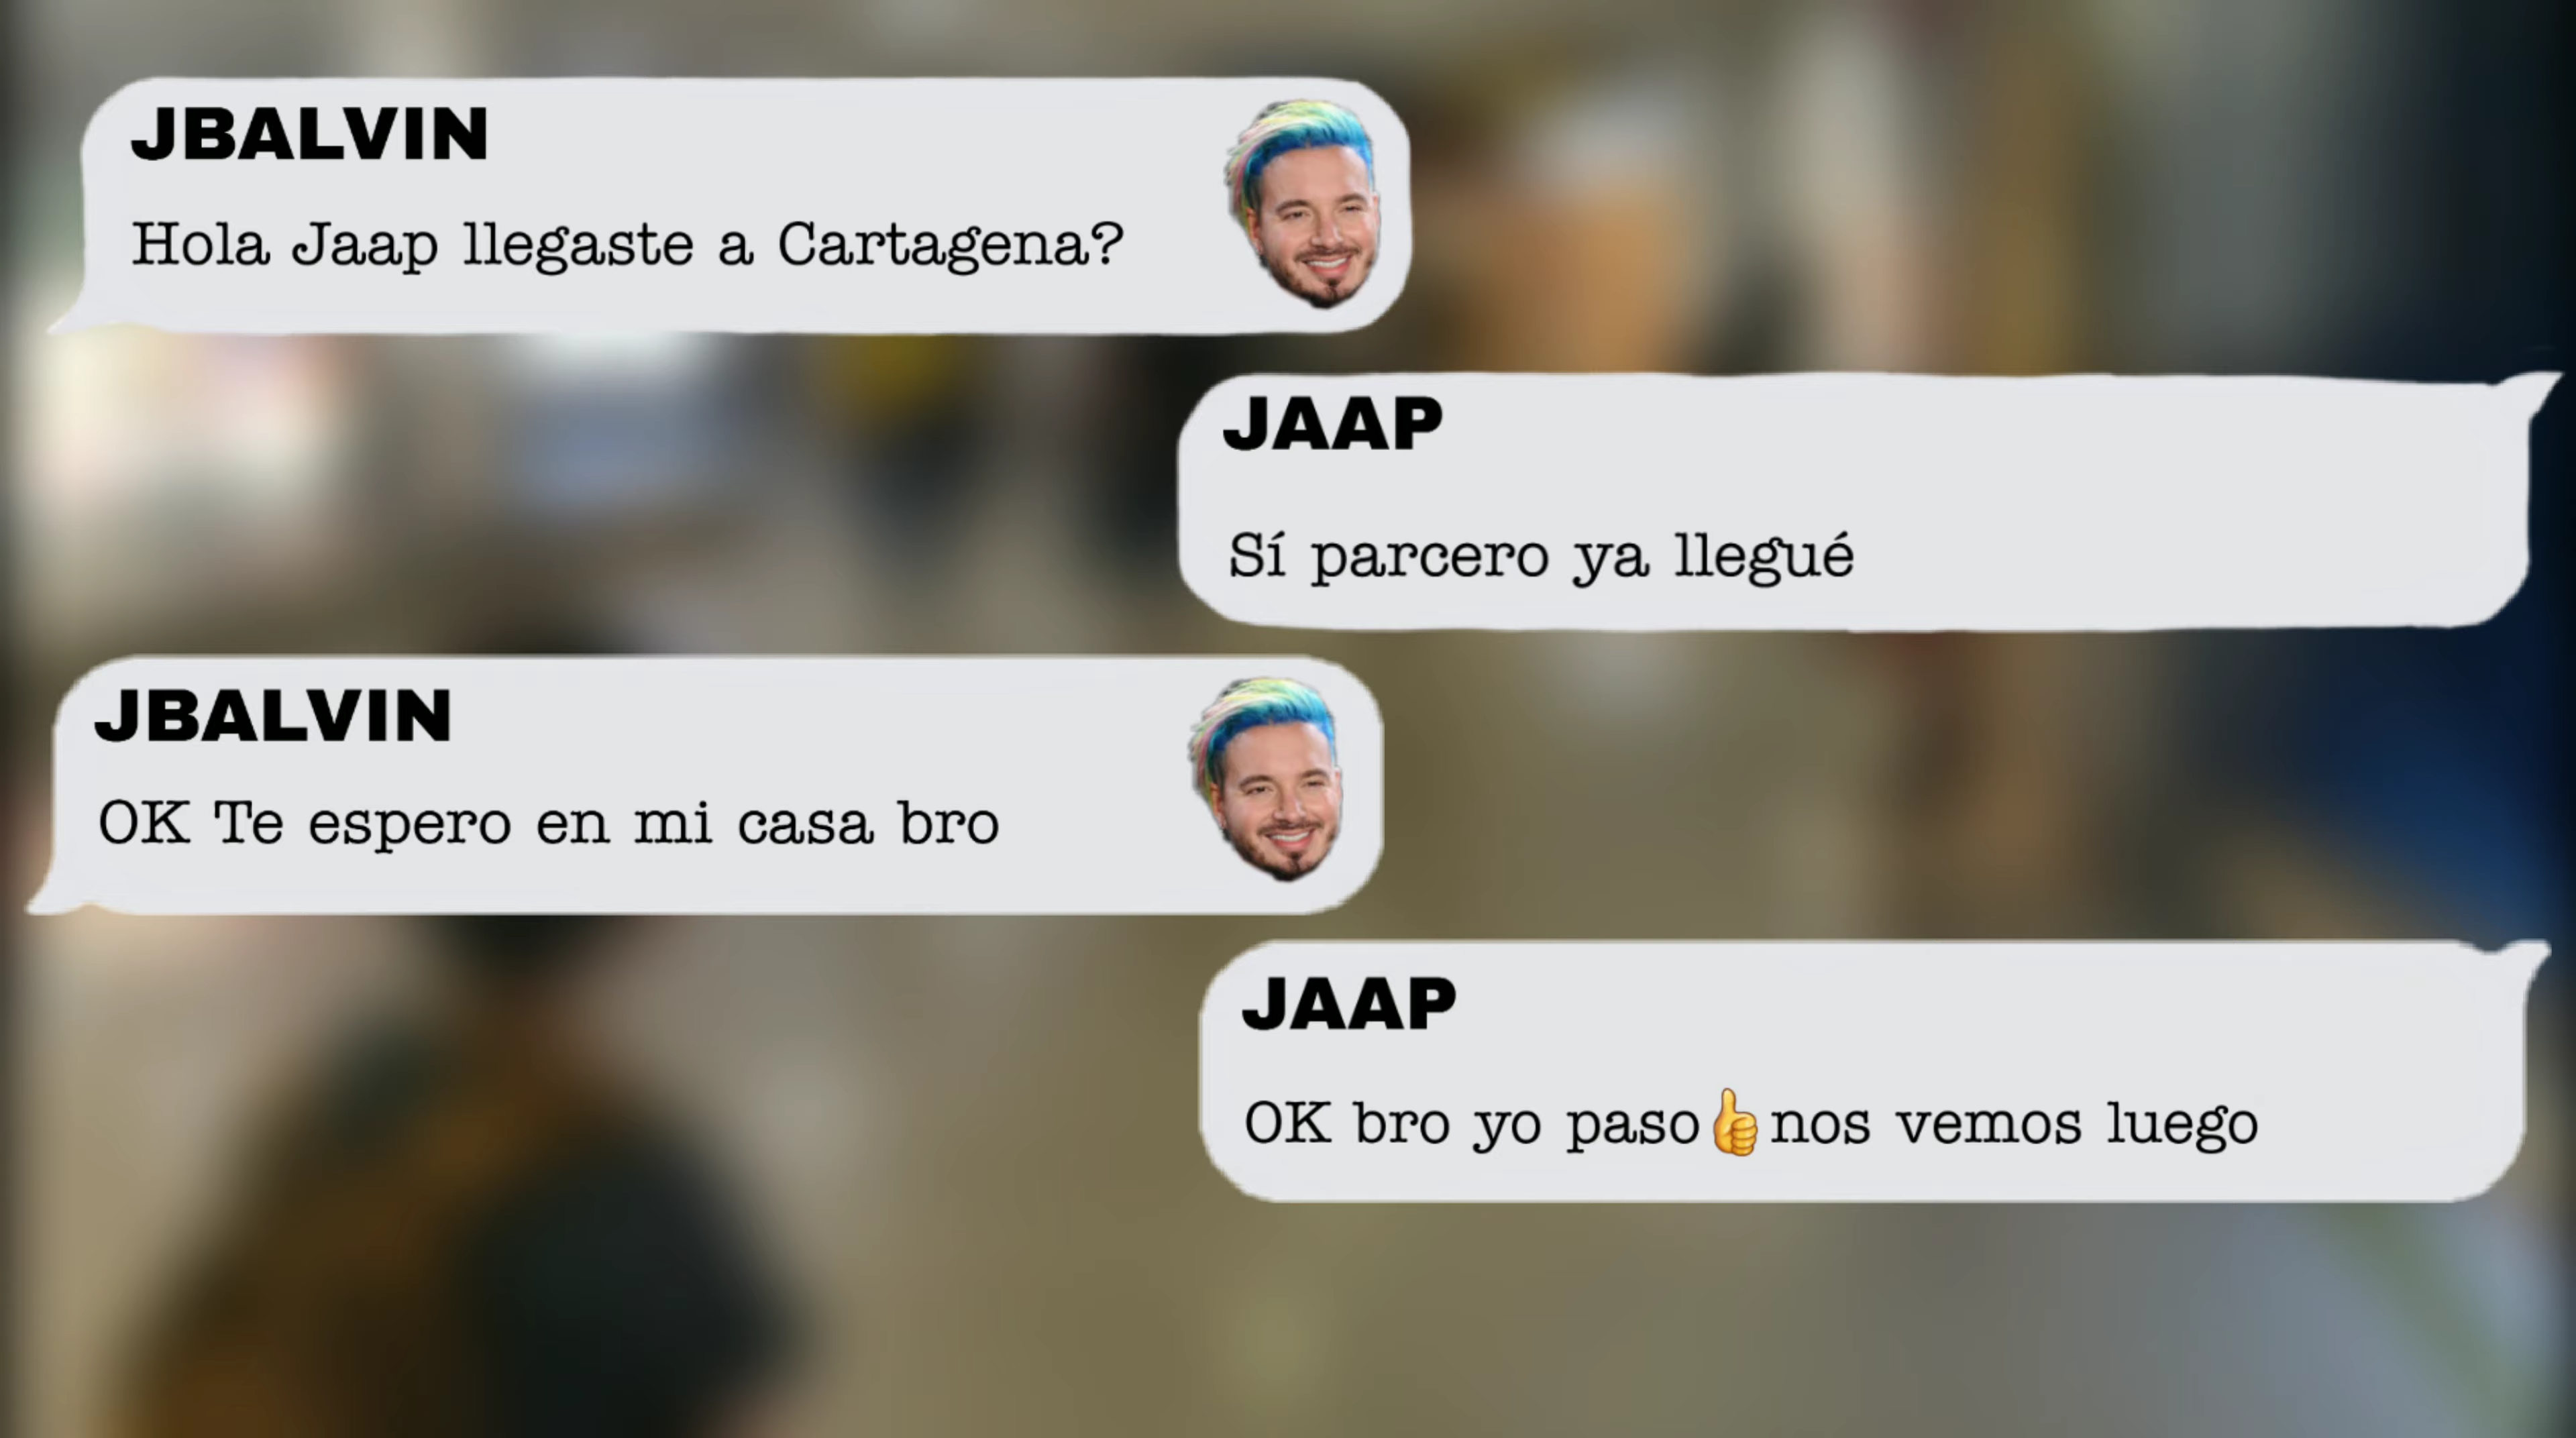 JBALVIN
Hola Jaap llegaste a Cartagena?
JAAP
Sí parcero ya llegué
JBALVIN
OK Te espero en mi casa bro
JAAP
OK bro yo paso👍nos vemos luego